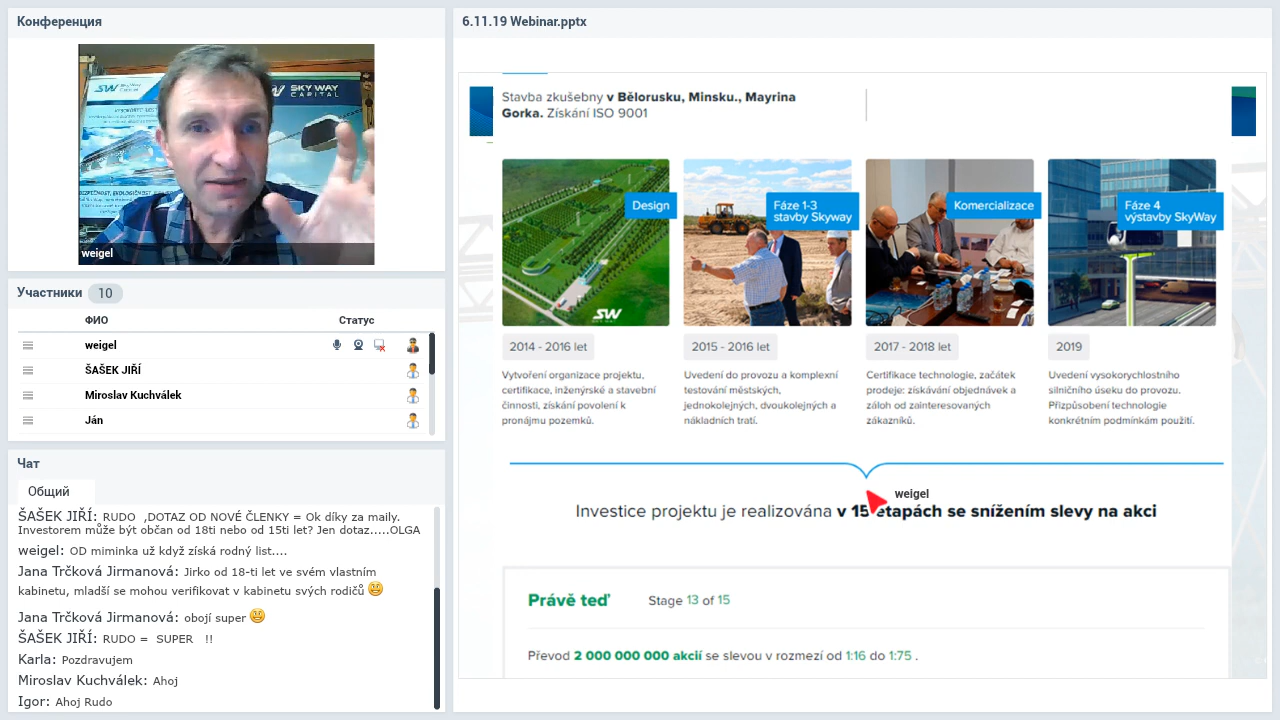 Конференция
SW
SKY WAY
CAPITAL
weigel
Участники 10
ФИО Статус
weigel
ŠAŠEK JIŘÍ
Miroslav Kuchválek
Ján
Чат
Общий
ŠAŠEK JIŘÍ: RUDO ,DOTAZ OD NOVÉ ČLENKY = Ok díky za maily.
Investorem může být občan od 18ti nebo od 15ti let? Jen dotaz.....OLGA
weigel: OD miminka už když získá rodný list....
Jana Trčková Jirmanová: Jirko od 18-ti let ve svém vlastním
kabinetu, mladší se mohou verifikovat v kabinetu svých rodičů
Jana Trčková Jirmanová: obojí super
ŠAŠEK JIŘÍ: RUDO = SUPER !!
Karla: Pozdravujem
Miroslav Kuchválek: Ahoj
Igor: Ahoj Rudo
6.11.19 Webinar.pptx
Stavba zkušebny v Bělorusku, Minsku., Mayrina
Gorka. Získání ISO 9001
Design
SKY WAY
Fáze 1-3
stavby Skyway
Komercializace
Fáze 4
výstavby SkyWay
2014 - 2016 let
Vytvoření organizace projektu,
certifikace, inženýrské a stavební
činnosti, získání povolení k
pronájmu pozemků.
2015 - 2016 let
Uvedení do provozu a komplexní
testování městských,
jednokolejných, dvoukolejných a
nákladních tratí.
2017 - 2018 let
Certifikace technologie, začátek
prodeje: získávání objednávek a
záloh od zainteresovaných
zákazníků.
2019
Uvedení vysokorychlostního
silničního úseku do provozu.
Přizpůsobení technologie
konkrétním podmínkám použití.
weigel
Investice projektu je realizována v 15 etapách se snížením slevy na akci
Právě teď Stage 13 of 15
Převod 2 000 000 000 akcií se slevou v rozmezí od 1:16 do 1:75 .